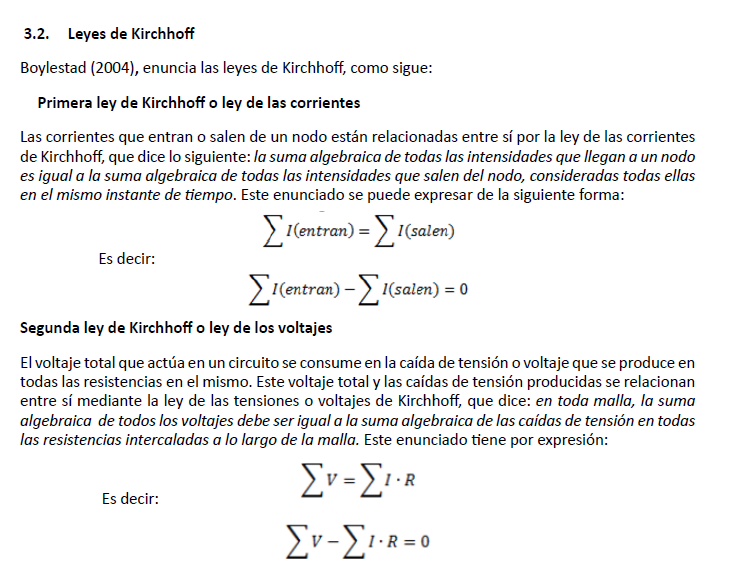 3.2. Leyes de Kirchhoff
Boylestad (2004), enuncia las leyes de Kirchhoff, como sigue:
Primera ley de Kirchhoff o ley de las corrientes
Las corrientes que entran o salen de un nodo están relacionadas entre sí por la ley de las corrientes
de Kirchhoff, que dice lo siguiente: la suma algebraica de todas las intensidades que llegan a un nodo
es igual a la suma algebraica de todas las intensidades que salen del nodo, consideradas todas ellas
en el mismo instante de tiempo. Este enunciado se puede expresar de la siguiente forma:
∑ I(entran) = ∑ I(salen)
Es decir:
∑ I(entran) − ∑ I(salen) = 0
Segunda ley de Kirchhoff o ley de los voltajes
El voltaje total que actúa en un circuito se consume en la caída de tensión o voltaje que se produce en
todas las resistencias en el mismo. Este voltaje total y las caídas de tensión producidas se relacionan
entre sí mediante la ley de las tensiones o voltajes de Kirchhoff, que dice: en toda malla, la suma
algebraica de todos los voltajes debe ser igual a la suma algebraica de las caídas de tensión en todas
las resistencias intercaladas a lo largo de la malla. Este enunciado tiene por expresión:
∑ V = ∑ I · R
Es decir:
∑ V − ∑ I · R = 0